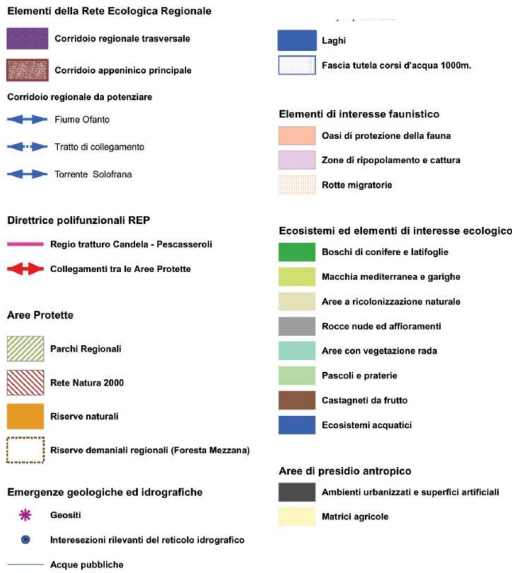 Elementi della Rete Ecologica Regionale
Corridoio regionale trasversale
Corridoio appeninico principale
Corridoio regionale da potenziare
Fiume Ofanto
Tratto di collegamento
Torrente Solofrana
Direttrice polifunzionali REP
Regio tratturo Candela - Pescasseroli
Collegamenti tra le Aree Protette
Aree Protette
Parchi Regionali
Rete Natura 2000
Riserve naturali
Riserve demaniali regionali (Foresta Mezzana)
Emergenze geologiche ed idrografiche
Geositi
Interesezioni rilevanti del reticolo idrografico
Acque pubbliche
Laghi
Fascia tutela corsi d'acqua 1000m.
Elementi di interesse faunistico
Oasi di protezione della fauna
Zone di ripopolamento e cattura
Rotte migratorie
Ecosistemi ed elementi di interesse ecologico
Boschi di conifere e latifoglie
Macchia mediterranea e garighe
Aree a ricolonizzazione naturale
Rocce nude ed affioramenti
Aree con vegetazione rada
Pascoli e praterie
Castagneti da frutto
Ecosistemi acquatici
Aree di presidio antropico
Ambienti urbanizzati e superfici artificiali
Matrici agricole